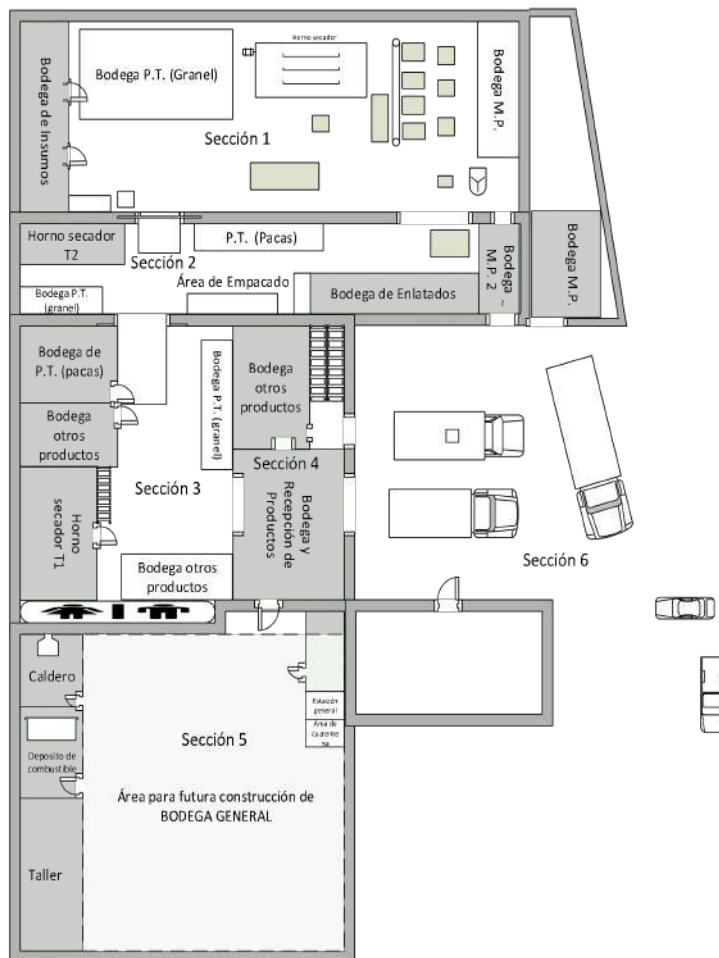 Horno secador
Bodega P.T. (Granel)
Bodega de Insumos
Bodega M.P.
Sección 1
Horno secador
T2
P.T. (Pacas)
Sección 2
Bodega
M.P. 2
Bodega M.P.
Área de Empacado
Bodega P.T.
(granel)
Bodega de Enlatados
Bodega de
P.T. (pacas)
Bodega P.T. (granel)
Bodega
otros
productos
Bodega
otros
productos
Sección 4
Sección 3
Horno
secador T1
Bodega y
Recepción de
Productos
Bodega otros
productos
Sección 6
Caldero
Estación
general
Área de
Sección 5
Deposito de
combustible
Área para futura construcción de
BODEGA GENERAL
Taller